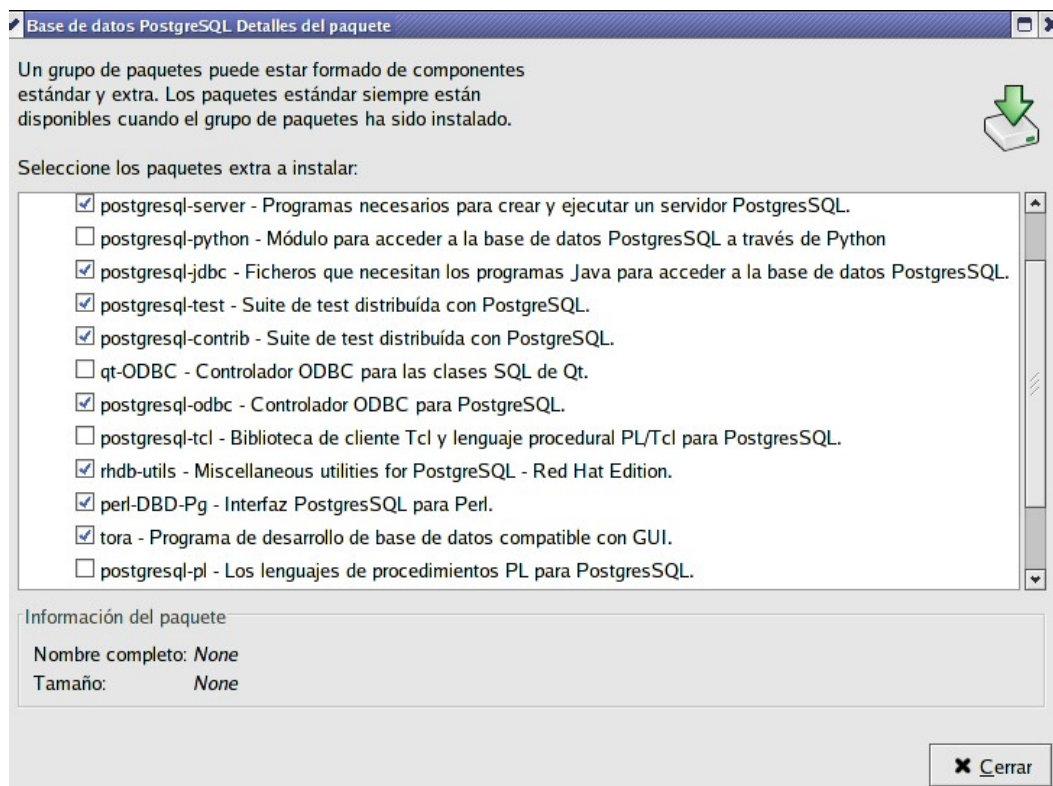 Base de datos PostgreSQL Detalles del paquete
Un grupo de paquetes puede estar formado de componentes
estándar y extra. Los paquetes estándar siempre están
disponibles cuando el grupo de paquetes ha sido instalado.
Seleccione los paquetes extra a instalar:
postgresql-server - Programas necesarios para crear y ejecutar un servidor PostgresSQL.
postgresql-python - Módulo para acceder a la base de datos PostgresSQL a través de Python
postgresql-jdbc - Ficheros que necesitan los programas Java para acceder a la base de datos PostgresSQL.
postgresql-test - Suite de test distribuída con PostgreSQL.
postgresql-contrib - Suite de test distribuída con PostgreSQL.
qt-ODBC - Controlador ODBC para las clases SQL de Qt.
postgresql-odbc - Controlador ODBC para PostgreSQL.
postgresql-tcl - Biblioteca de cliente Tcl y lenguaje procedural PL/Tcl para PostgresSQL.
rhdb-utils - Miscellaneous utilities for PostgreSQL - Red Hat Edition.
perl-DBD-Pg - Interfaz PostgresSQL para Perl.
tora - Programa de desarrollo de base de datos compatible con GUI.
postgresql-pl - Los lenguajes de procedimientos PL para PostgresSQL.
Información del paquete
Nombre completo: None
Tamaño: None
Cerrar